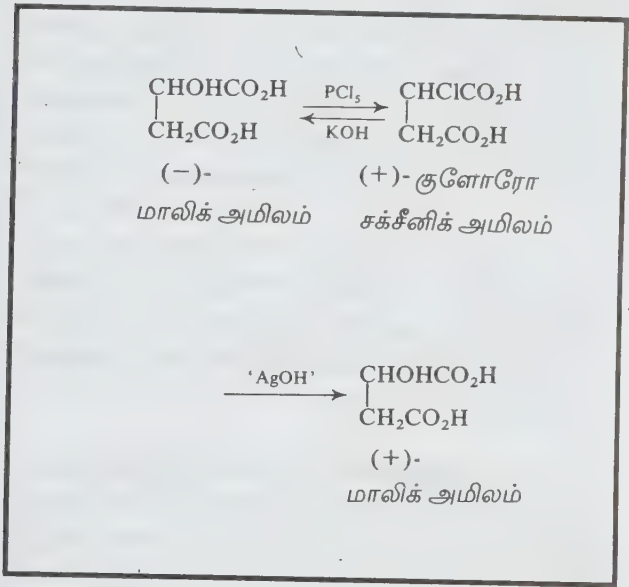 CHOHCO₂H PCl₅ CHClCO₂H
CH₂CO₂H KOH CH₂CO₂H
(−)- (+)- குளோரோ
மாலிக் அமிலம் சக்சீனிக் அமிலம்
'AgOH' CHOHCO₂H
CH₂CO₂H
(+)-
மாலிக் அமிலம்